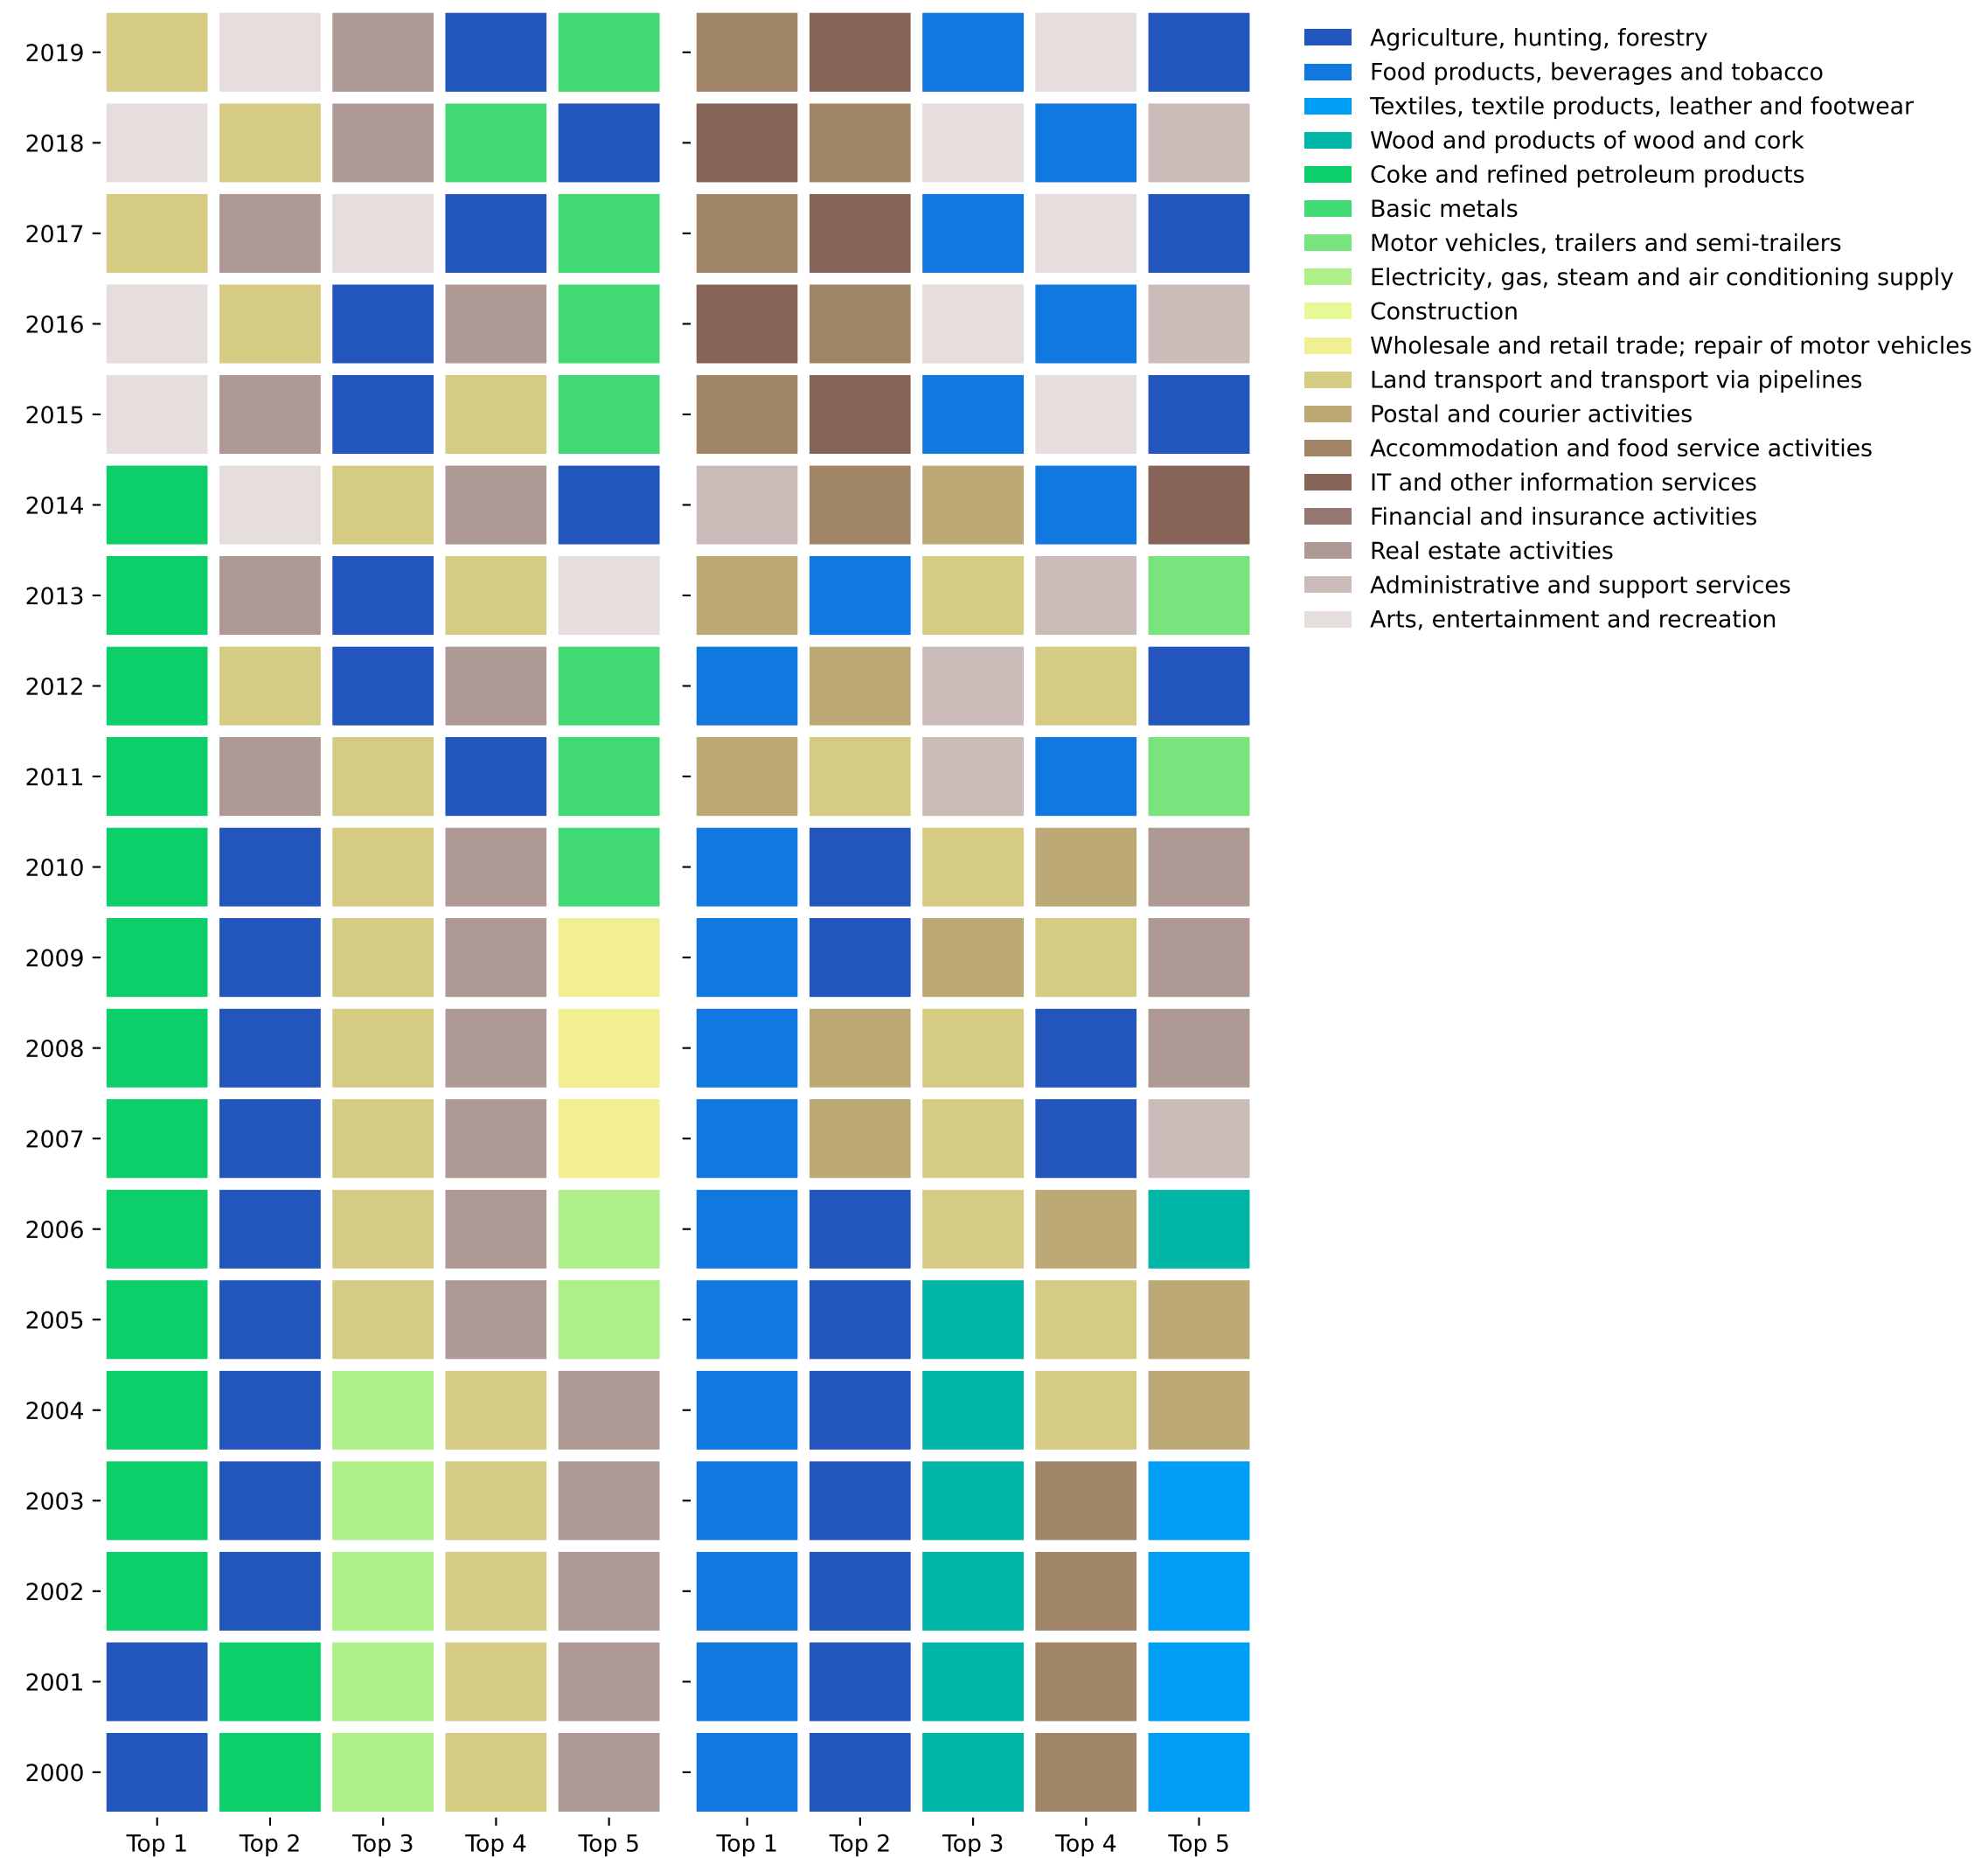 2019
2018
2017
2016
2015
2014
2013
2012
2011
2010
2009
2008
2007
2006
2005
2004
2003
2002
2001
2000
Top 1 Top 2 Top 3 Top 4 Top 5 Top 1 Top 2 Top 3 Top 4 Top 5
Agriculture, hunting, forestry
Food products, beverages and tobacco
Textiles, textile products, leather and footwear
Wood and products of wood and cork
Coke and refined petroleum products
Basic metals
Motor vehicles, trailers and semi-trailers
Electricity, gas, steam and air conditioning supply
Construction
Wholesale and retail trade; repair of motor vehicles
Land transport and transport via pipelines
Postal and courier activities
Accommodation and food service activities
IT and other information services
Financial and insurance activities
Real estate activities
Administrative and support services
Arts, entertainment and recreation